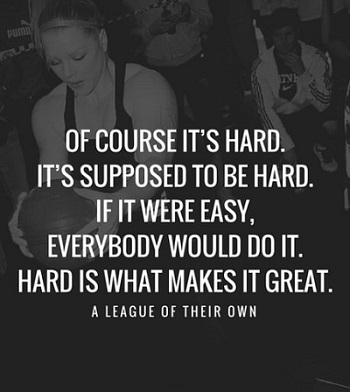 PUMA
OF COURSE IT'S HARD.
IT'S SUPPOSED TO BE HARD.
IF IT WERE EASY,
EVERYBODY WOULD DO IT.
HARD IS WHAT MAKES IT GREAT.
A LEAGUE OF THEIR OWN